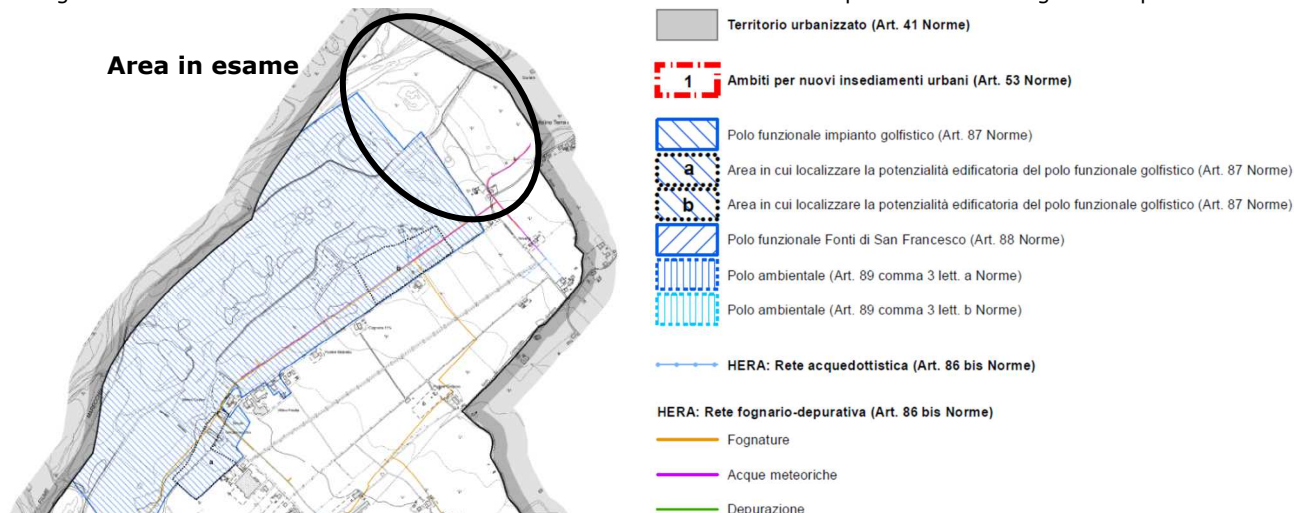 Area in esame
Territorio urbanizzato (Art. 41 Norme)
1
Ambiti per nuovi insediamenti urbani (Art. 53 Norme)
Polo funzionale impianto golfistico (Art. 87 Norme)
a
Area in cui localizzare la potenzialità edificatoria del polo funzionale golfistico (Art. 87 Norme)
b
Area in cui localizzare la potenzialità edificatoria del polo funzionale golfistico (Art. 87 Norme)
Polo funzionale Fonti di San Francesco (Art. 88 Norme)
Polo ambientale (Art. 89 comma 3 lett. a Norme)
Polo ambientale (Art. 89 comma 3 lett. b Norme)
HERA: Rete acquedottistica (Art. 86 bis Norme)
HERA: Rete fognario-depurativa (Art. 86 bis Norme)
Fognature
Acque meteoriche
Depurazione
b
a